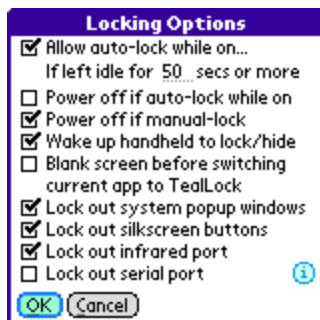 Locking Options
Allow auto-lock while on...
If left idle for 50 secs or more
Power off if auto-lock while on
Power off if manual-lock
Wake up handheld to lock/hide
Blank screen before switching
current app to TealLock
Lock out system popup windows
Lock out silkscreen buttons
Lock out infrared port
Lock out serial port
i
OK Cancel